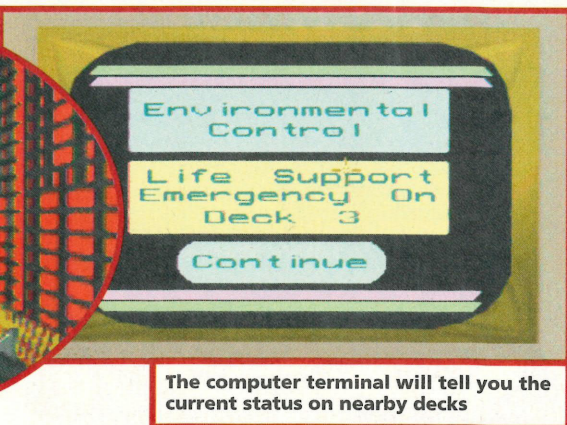 Environmental
Control
Life Support
Emergency On
Deck 3
Continue
The computer terminal will tell you the
current status on nearby decks